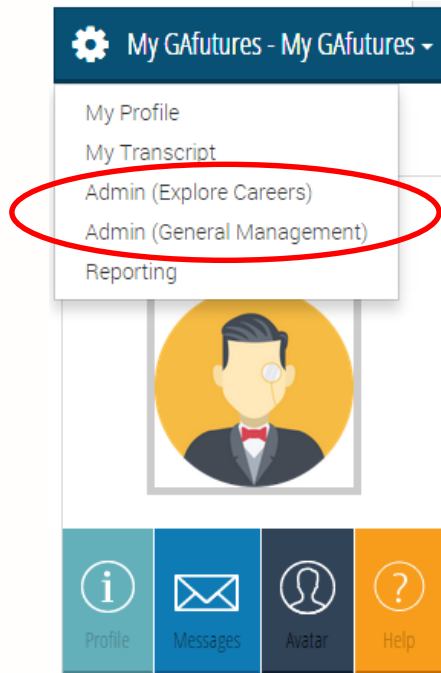 My GAfutures - My GAfutures
My Profile
My Transcript
Admin (Explore Careers)
Admin (General Management)
Reporting
i
?
Profile Messages Avatar Help